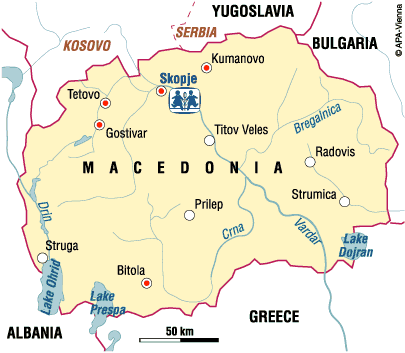 YUGOSLAVIA
SERBIA
KOSOVO
BULGARIA
© APA-Vienna
Kumanovo
Skopje
Tetovo
Gostivar
Titov Veles
Bregalnica
Radovis
MACEDONIA
Strumica
Drin
Prilep
Crna
Vardar
Lake
Dojran
Struga
Bitola
Lake Ohrid
Lake
Prespa
ALBANIA
50 km
GREECE